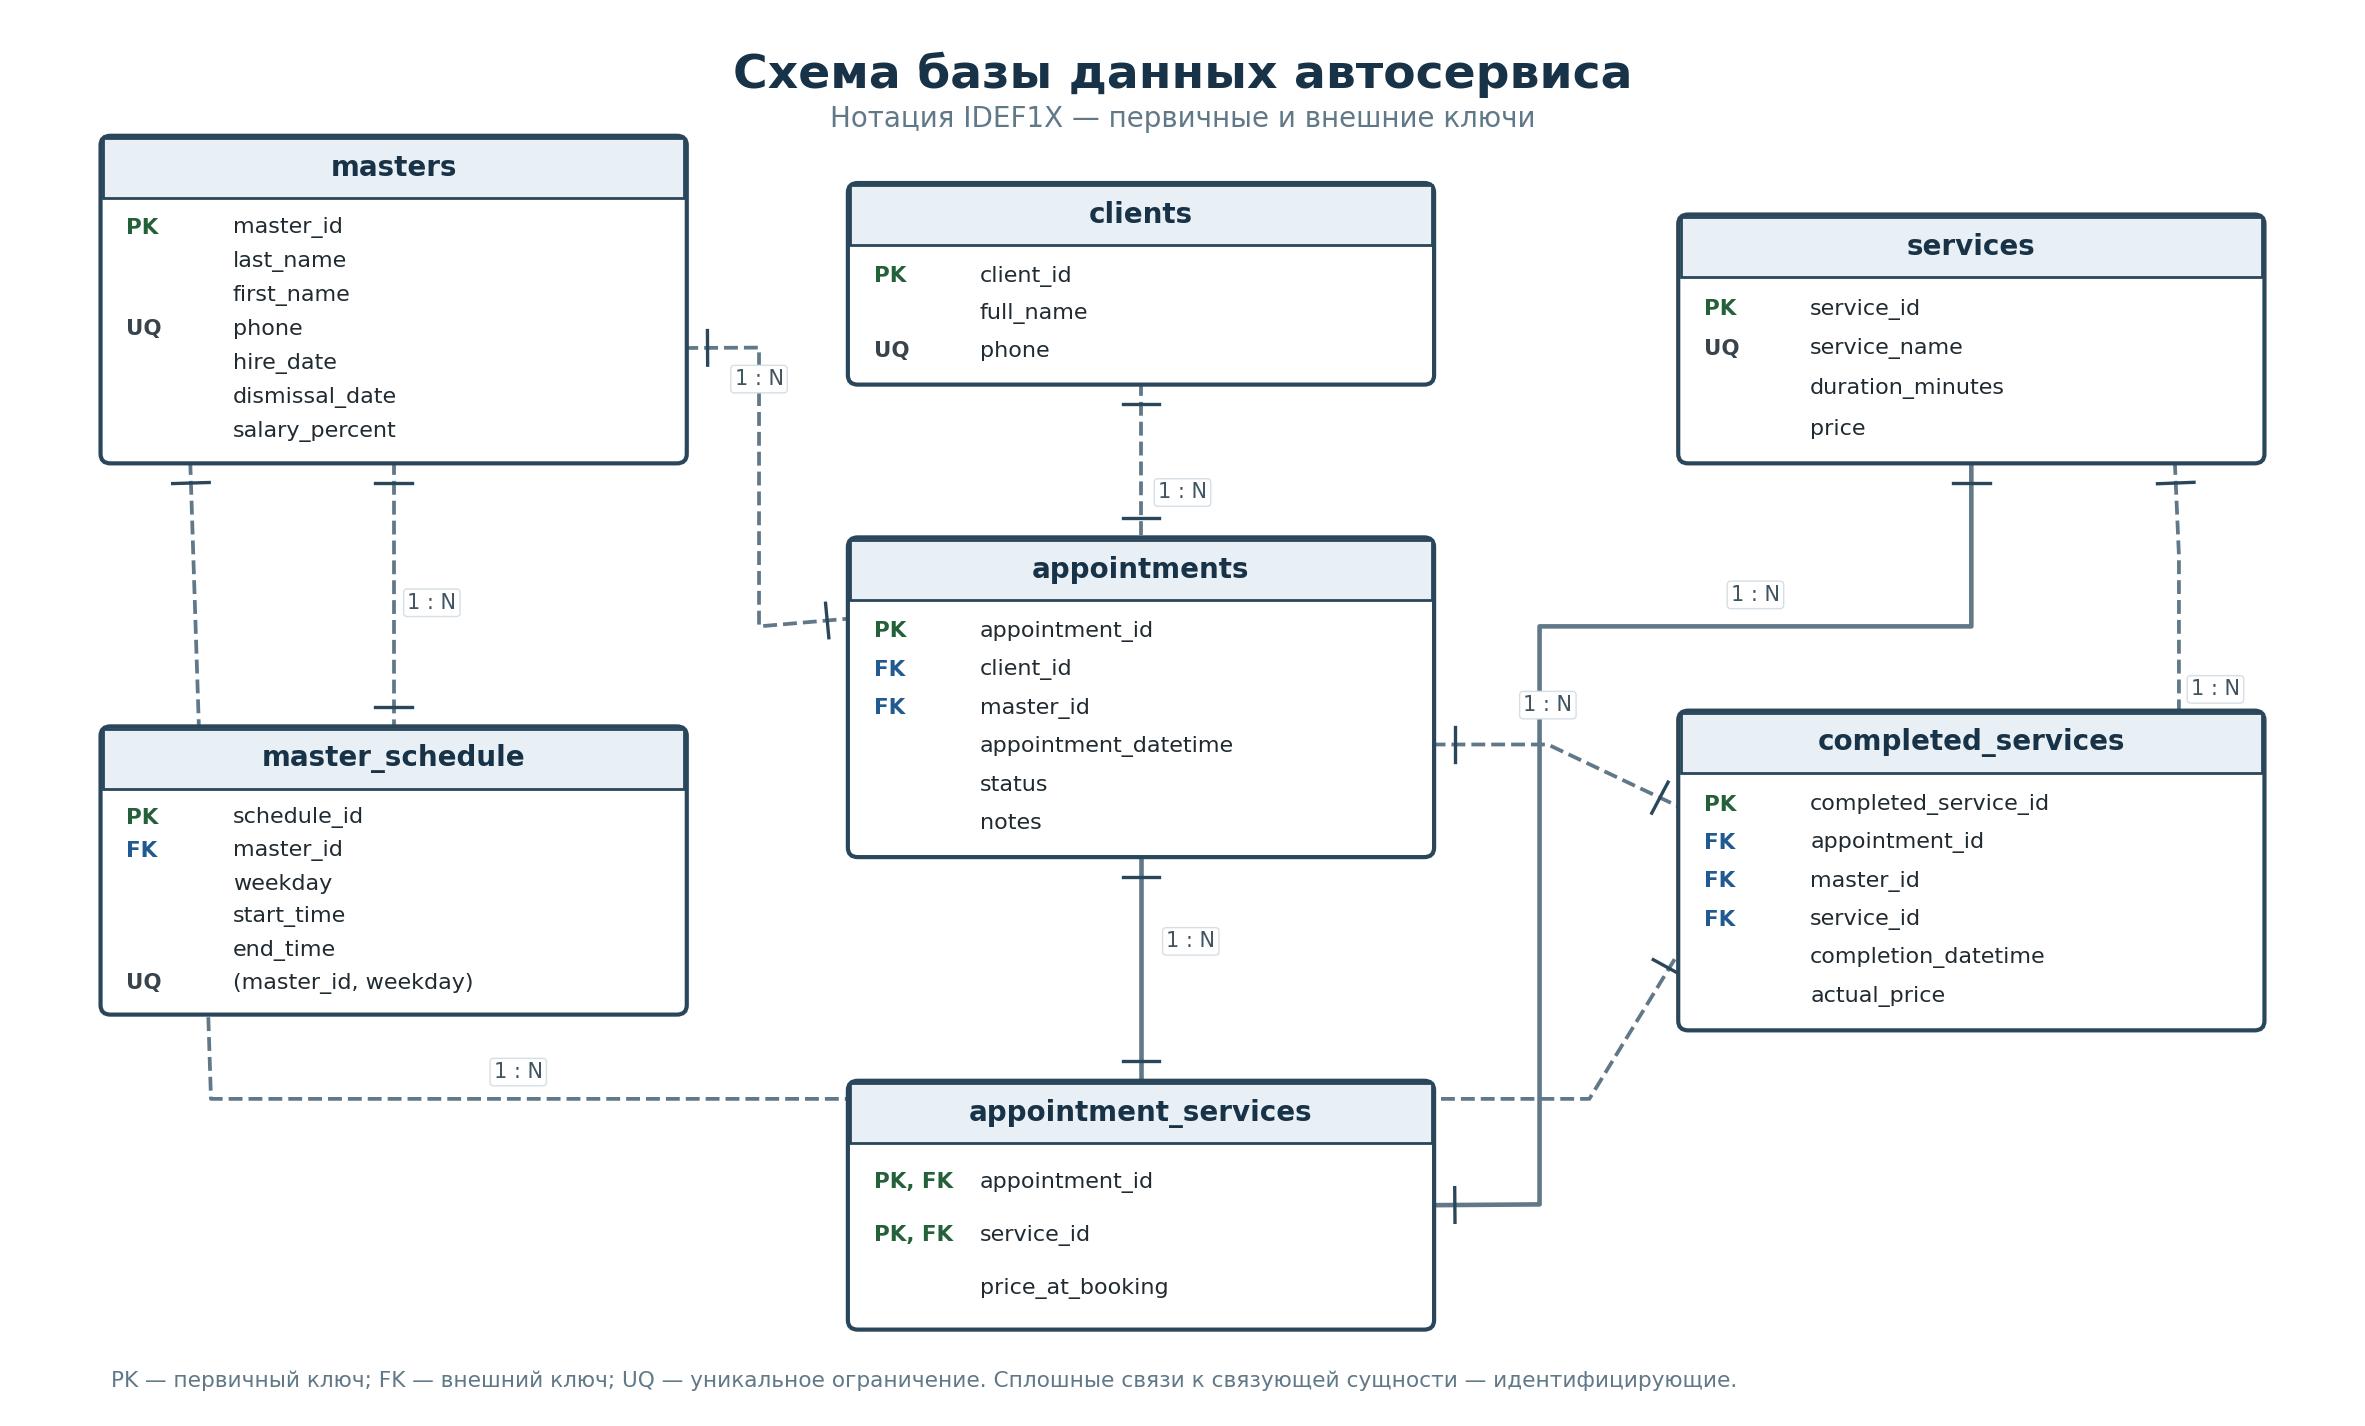 Схема базы данных автосервиса
Нотация IDEF1X — первичные и внешние ключи
masters
PK master_id
last_name
first_name
UQ phone
hire_date
dismissal_date
salary_percent
1 : N
clients
PK client_id
full_name
UQ phone
1 : N
services
PK service_id
UQ service_name
duration_minutes
price
1 : N
1 : N
1 : N
appointments
PK appointment_id
FK client_id
FK master_id
appointment_datetime
status
notes
1 : N
1 : N
master_schedule
PK schedule_id
FK master_id
weekday
start_time
end_time
UQ (master_id, weekday)
1 : N
completed_services
PK completed_service_id
FK appointment_id
FK master_id
FK service_id
completion_datetime
actual_price
1 : N
appointment_services
PK, FK appointment_id
PK, FK service_id
price_at_booking
PK — первичный ключ; FK — внешний ключ; UQ — уникальное ограничение. Сплошные связи к связующей сущности — идентифицирующие.